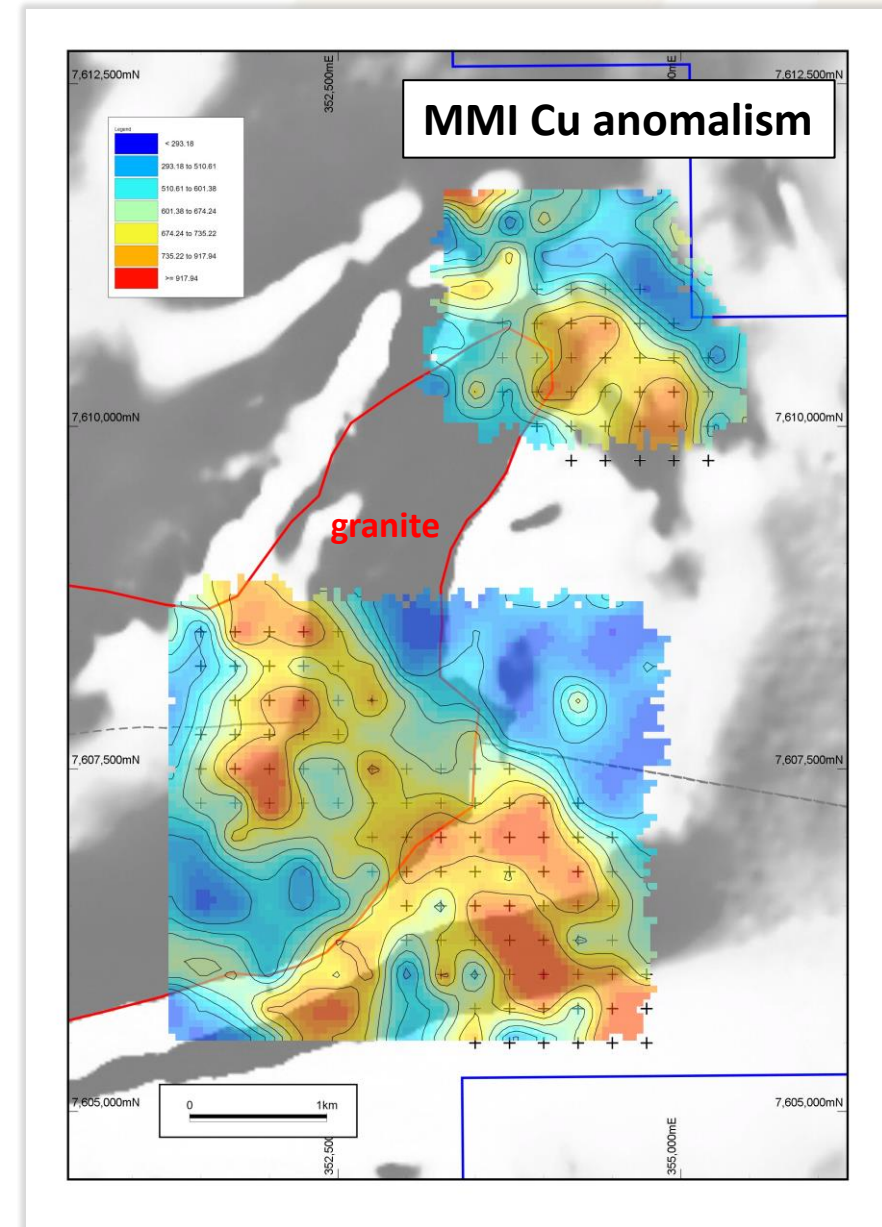 7,612,500mN
352,500mE
mE
7,612,500mN
MMI Cu anomalism
Legend
< 293.18
293.18 to 510.61
510.61 to 601.38
601.38 to 674.24
674.24 to 735.22
735.22 to 917.94
>= 917.94
7,610,000mN
7,610,000mN
granite
7,607,500mN
7,607,500mN
7,605,000mN
0 1km
352,50
355,000mE
7,605,000mN